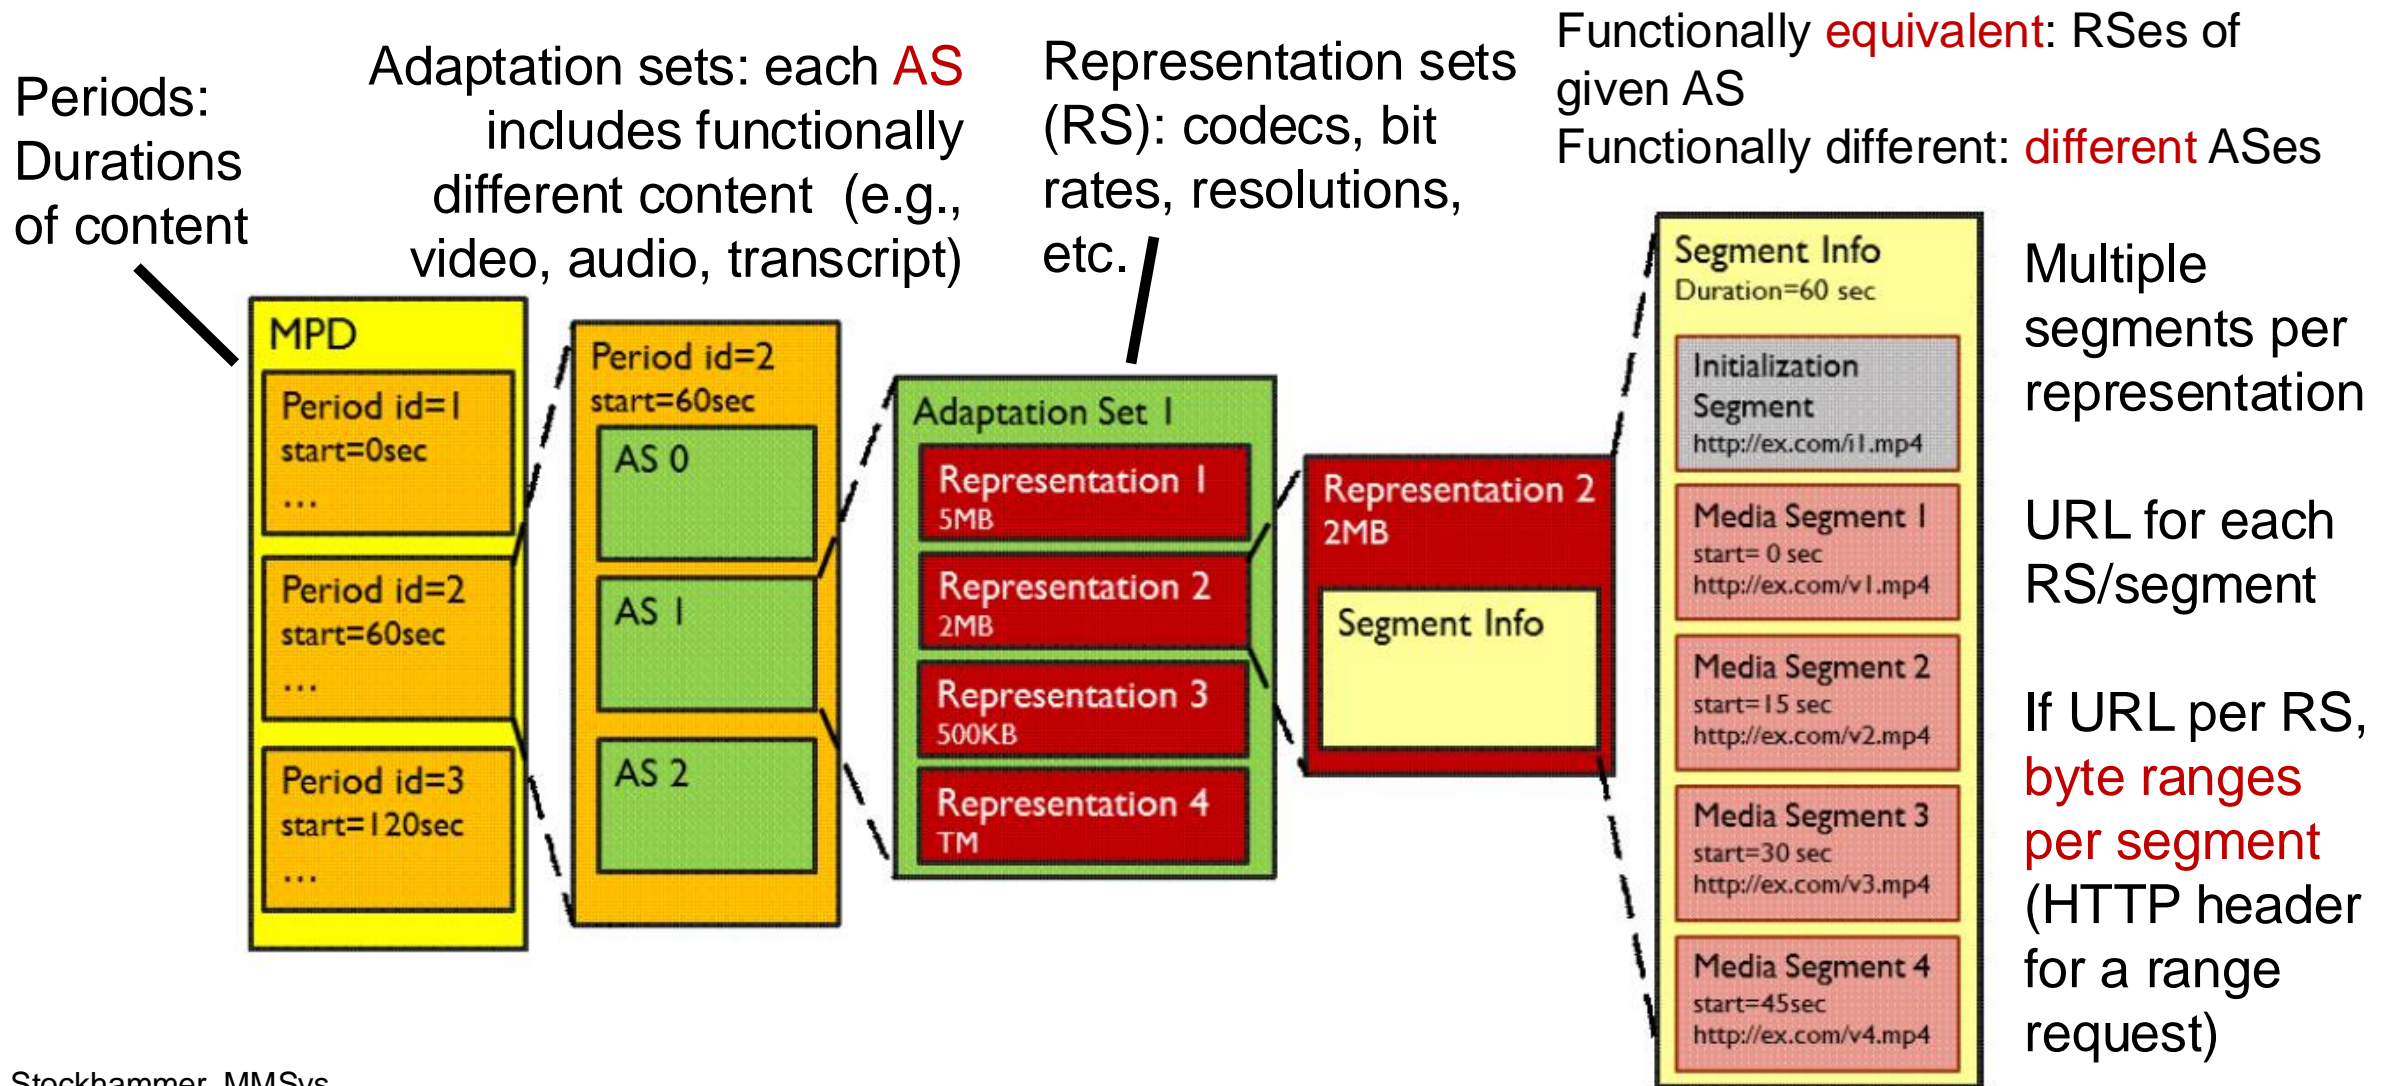 Periods:
Durations
of content
Adaptation sets: each AS
includes functionally
different content (e.g.,
video, audio, transcript)
Representation sets
(RS): codecs, bit
rates, resolutions,
etc.
Functionally equivalent: RSes of
given AS
Functionally different: different ASes
MPD
Period id=1
start=0sec
...
Period id=2
start=60sec
...
Period id=3
start=120sec
...
Period id=2
start=60sec
AS 0
AS 1
AS 2
Adaptation Set 1
Representation 1
5MB
Representation 2
2MB
Representation 3
500KB
Representation 4
TM
Representation 2
2MB
Segment Info
Segment Info
Duration=60 sec
Initialization
Segment
http://ex.com/i1.mp4
Media Segment 1
start= 0 sec
http://ex.com/v1.mp4
Media Segment 2
start=15 sec
http://ex.com/v2.mp4
Media Segment 3
start=30 sec
http://ex.com/v3.mp4
Media Segment 4
start=45sec
http://ex.com/v4.mp4
Multiple
segments per
representation
URL for each
RS/segment
If URL per RS,
byte ranges
per segment
(HTTP header
for a range
request)
Stockhammer, MMSys